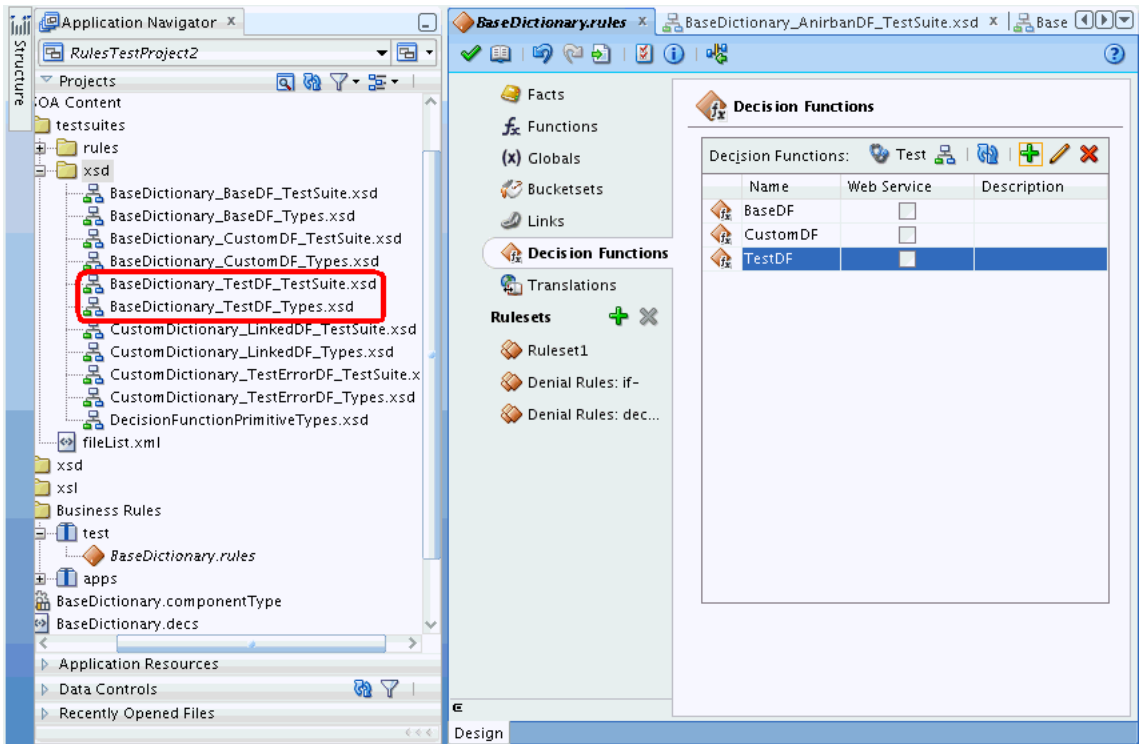 Structure
Application Navigator x
RulesTestProject2
Projects
SOA Content
testsuites
rules
xsd
BaseDictionary_BaseDF_TestSuite.xsd
BaseDictionary_BaseDF_Types.xsd
BaseDictionary_CustomDF_TestSuite.xsd
BaseDictionary_CustomDF_Types.xsd
BaseDictionary_TestDF_TestSuite.xsd
BaseDictionary_TestDF_Types.xsd
CustomDictionary_LinkedDF_TestSuite.xsd
CustomDictionary_LinkedDF_Types.xsd
CustomDictionary_TestErrorDF_TestSuite.x
CustomDictionary_TestErrorDF_Types.xsd
DecisionFunctionPrimitiveTypes.xsd
fileList.xml
xsd
xsl
Business Rules
test
BaseDictionary.rules
apps
BaseDictionary.componentType
BaseDictionary.decs
Application Resources
Data Controls
Recently Opened Files
BaseDictionary.rules x BaseDictionary_AnirbanDF_TestSuite.xsd x Base
Facts
Functions
(x) Globals
Bucketsets
Links
Decision Functions
Translations
Rulesets
Ruleset1
Denial Rules: if-
Denial Rules: dec...
Decision Functions
Decision Functions: Test
Name Web Service Description
BaseDF
CustomDF
TestDF
Design